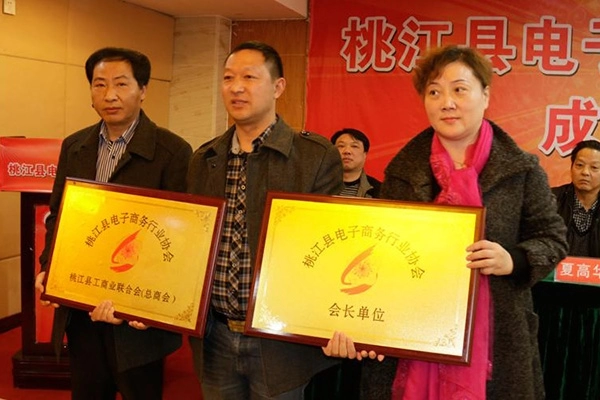 桃江县电子
成
桃江县电
桃江县电子商务行业协会
桃江县工商业联合会(总商会)
桃江县电子商务行业协会
会长单位
夏高华